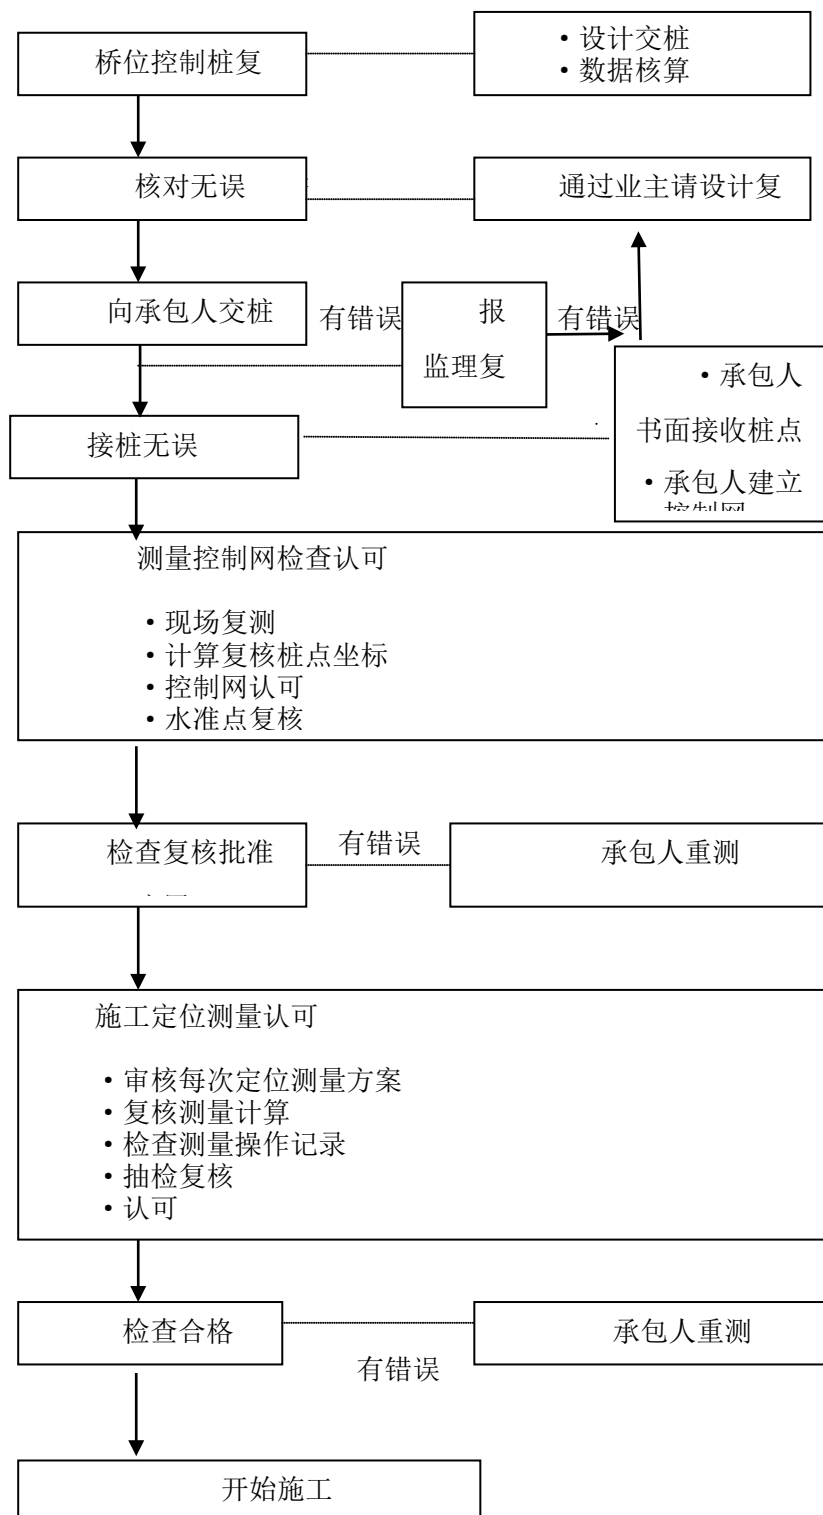 桥位控制桩复
• 设计交桩
• 数据核算
核对无误
通过业主请设计复
向承包人交桩
有错误
报
监理复
有错误
• 承包人
书面接收桩点
• 承包人建立
控制网
接桩无误
测量控制网检查认可
• 现场复测
• 计算复核桩点坐标
• 控制网认可
• 水准点复核
检查复核批准
有错误
承包人重测
施工定位测量认可
• 审核每次定位测量方案
• 复核测量计算
• 检查测量操作记录
• 抽检复核
• 认可
检查合格
有错误
承包人重测
开始施工